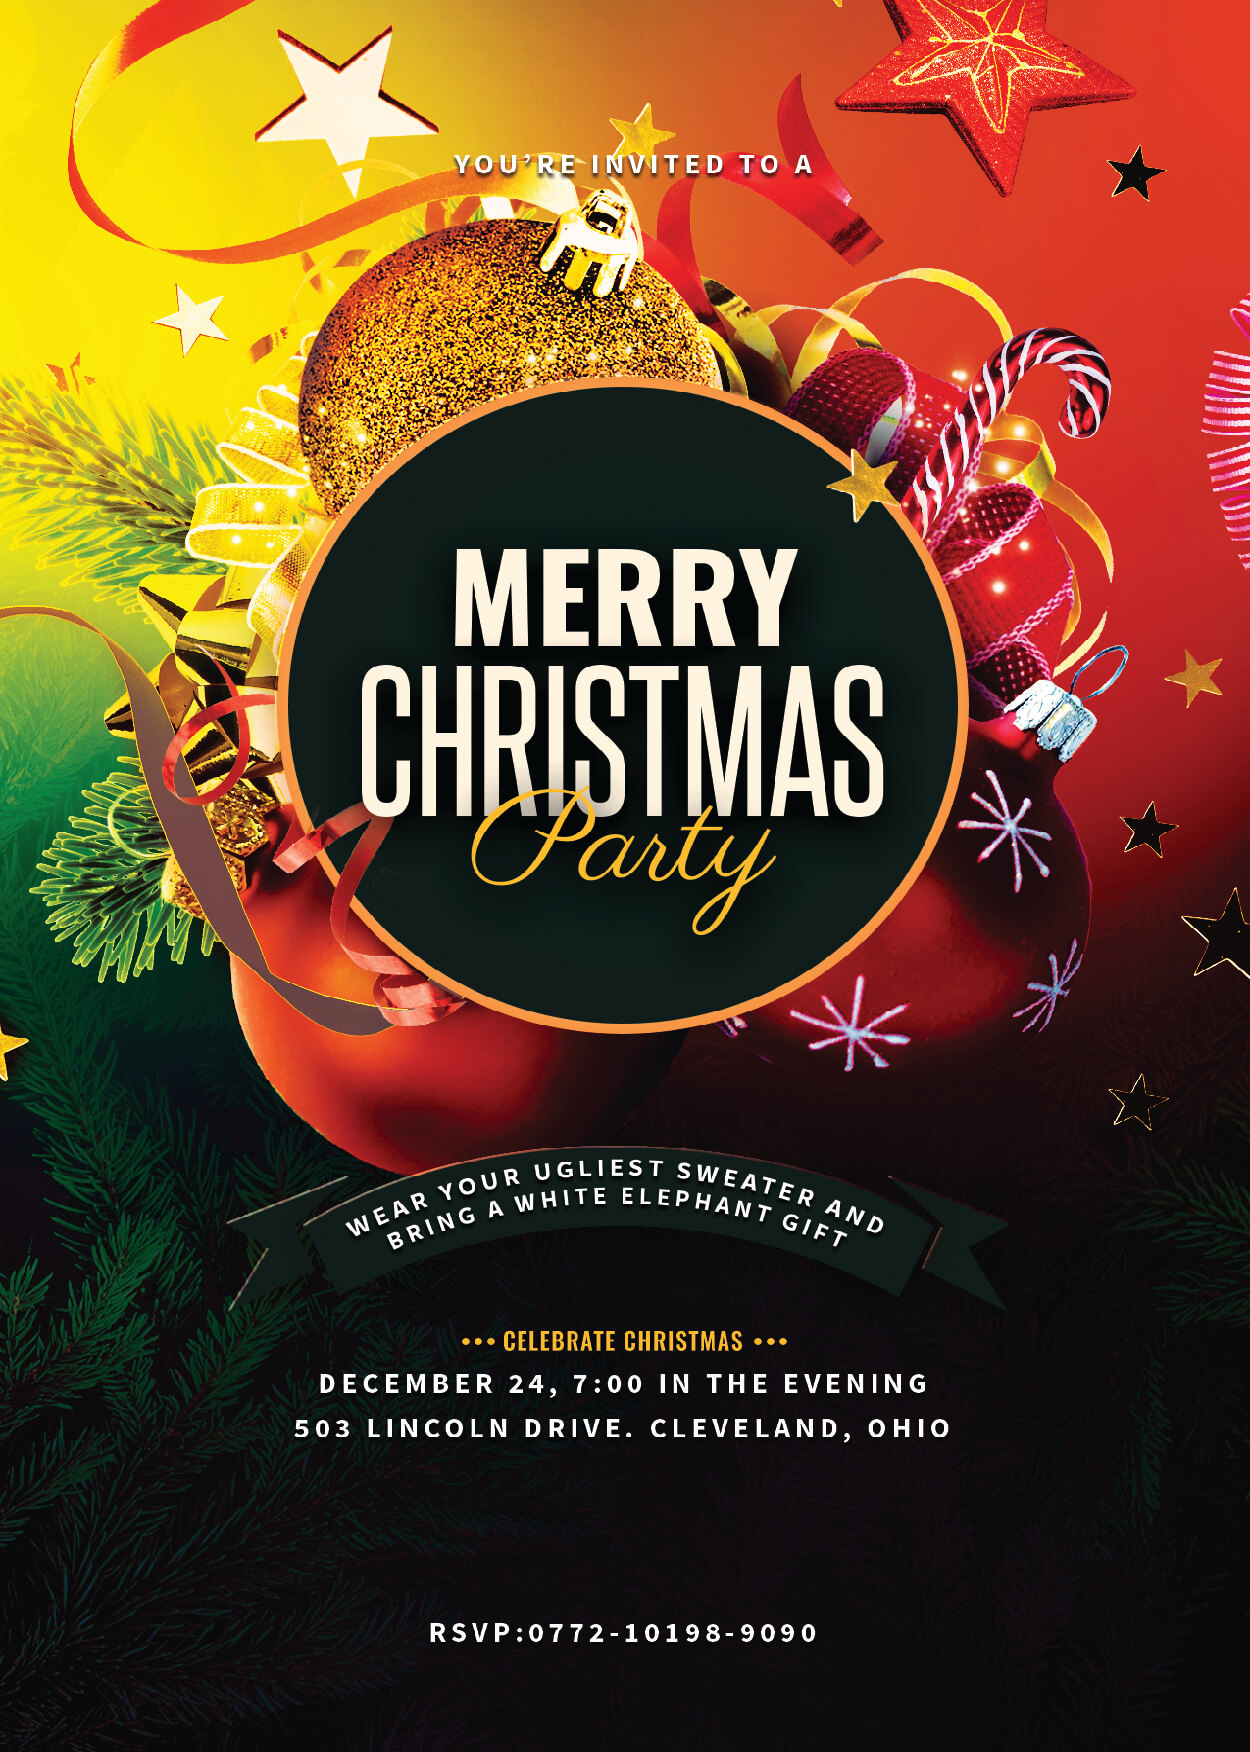 YOU'RE INVITED TO A
MERRY
CHRISTMAS
Party
WEAR YOUR UGLIEST SWEATER AND
BRING A WHITE ELEPHANT GIFT
••• CELEBRATE CHRISTMAS •••
DECEMBER 24, 7:00 IN THE EVENING
503 LINCOLN DRIVE. CLEVELAND, OHIO
RSVP:0772-10198-9090